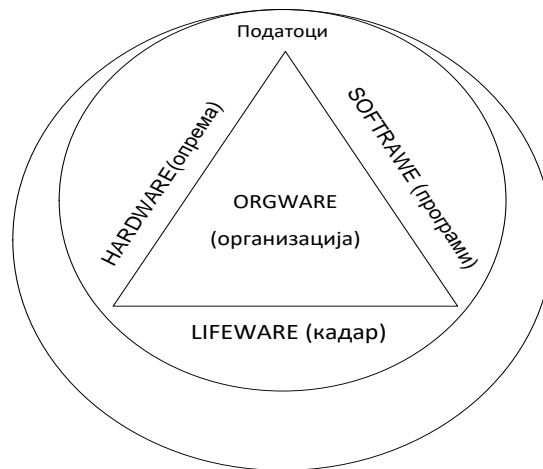 Податоци
HARDWARE(опрема)
SOFTRAWE (програми)
ORGWARE
(организација)
LIFEWARE (кадар)